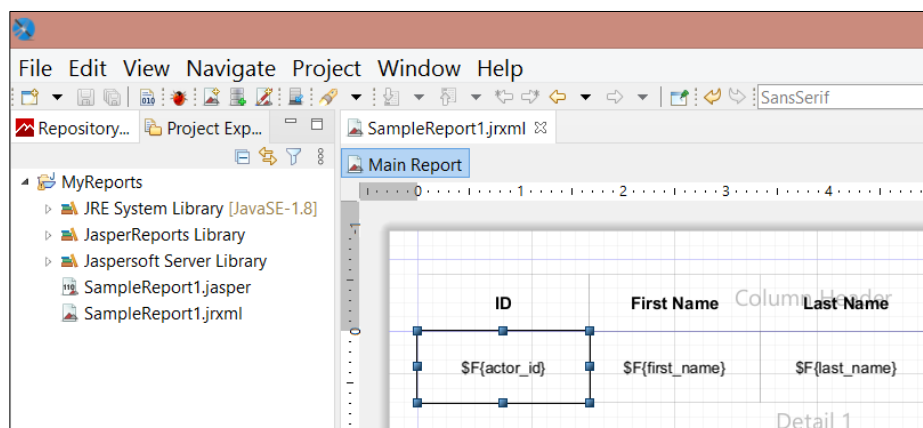 File Edit View Navigate Project Window Help
SansSerif
Repository... Project Exp... SampleReport1.jrxml
Main Report
MyReports
0 1 2 3 4
JRE System Library [JavaSE-1.8]
JasperReports Library
Jaspersoft Server Library
SampleReport1.jasper
SampleReport1.jrxml
Column Header
ID First Name Last Name
0
$F{actor_id} $F{first_name} $F{last_name}
Detail 1